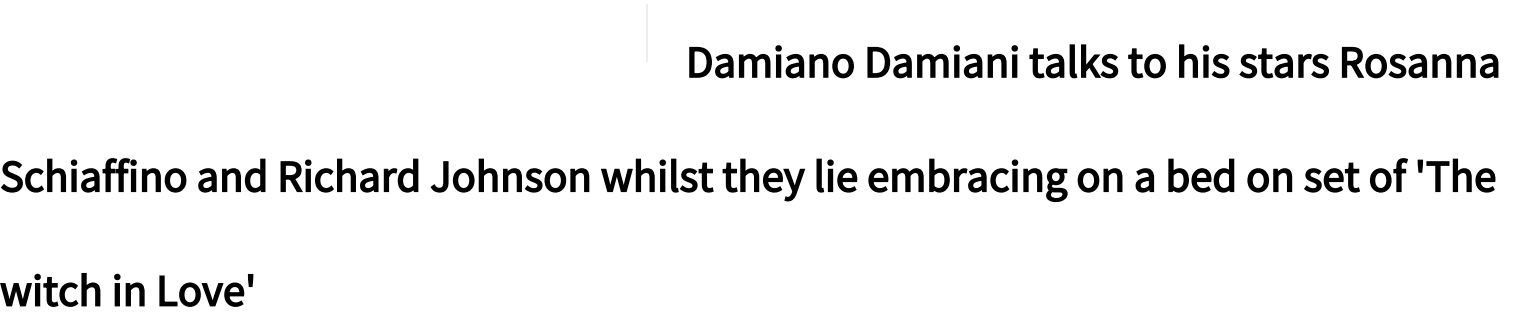 Damiano Damiani talks to his stars Rosanna
Schiaffino and Richard Johnson whilst they lie embracing on a bed on set of 'The
witch in Love'